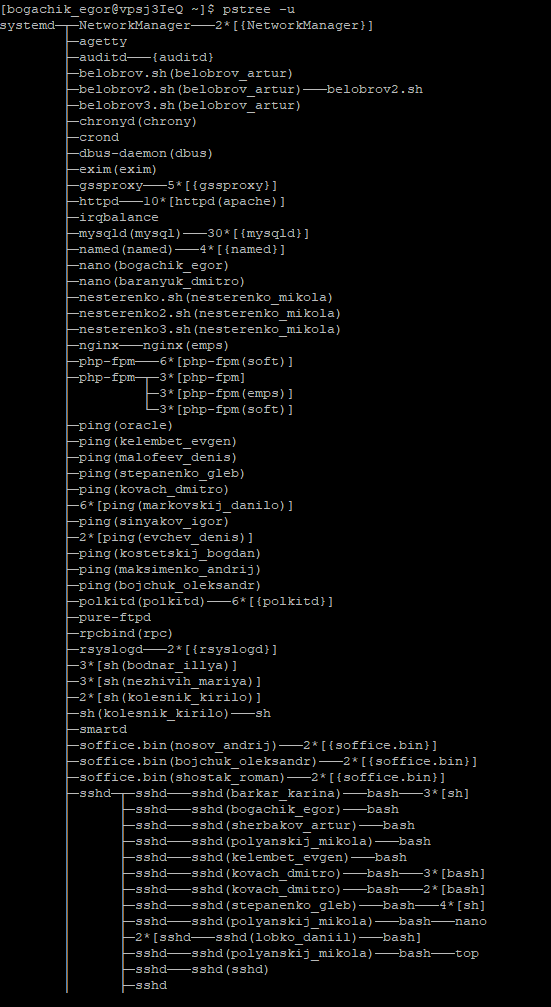 [bogachik_egor@vpsj3IeQ ~]$ pstree -u
systemd─┬─NetworkManager───2*[{NetworkManager}]
        ├─agetty
        ├─auditd───{auditd}
        ├─belobrov.sh(belobrov_artur)
        ├─belobrov2.sh(belobrov_artur)───belobrov2.sh
        ├─belobrov3.sh(belobrov_artur)
        ├─chronyd(chrony)
        ├─crond
        ├─dbus-daemon(dbus)
        ├─exim(exim)
        ├─gssproxy───5*[{gssproxy}]
        ├─httpd───10*[httpd(apache)]
        ├─irqbalance
        ├─mysqld(mysql)───30*[{mysqld}]
        ├─named(named)───4*[{named}]
        ├─nano(bogachik_egor)
        ├─nano(baranyuk_dmitro)
        ├─nesterenko.sh(nesterenko_mikola)
        ├─nesterenko2.sh(nesterenko_mikola)
        ├─nesterenko3.sh(nesterenko_mikola)
        ├─nginx───nginx(emps)
        ├─php-fpm───6*[php-fpm(soft)]
        ├─php-fpm─┬─3*[php-fpm]
        │         ├─3*[php-fpm(emps)]
        │         └─3*[php-fpm(soft)]
        ├─ping(oracle)
        ├─ping(kelembet_evgen)
        ├─ping(malofeev_denis)
        ├─ping(stepanenko_gleb)
        ├─ping(kovach_dmitro)
        ├─6*[ping(markovskij_danilo)]
        ├─ping(sinyakov_igor)
        ├─2*[ping(evchev_denis)]
        ├─ping(kostetskij_bogdan)
        ├─ping(maksimenko_andrij)
        ├─ping(bojchuk_oleksandr)
        ├─polkitd(polkitd)───6*[{polkitd}]
        ├─pure-ftpd
        ├─rpcbind(rpc)
        ├─rsyslogd───2*[{rsyslogd}]
        ├─3*[sh(bodnar_illya)]
        ├─3*[sh(nezhivih_mariya)]
        ├─2*[sh(kolesnik_kirilo)]
        ├─sh(kolesnik_kirilo)───sh
        ├─smartd
        ├─soffice.bin(nosov_andrij)───2*[{soffice.bin}]
        ├─soffice.bin(bojchuk_oleksandr)───2*[{soffice.bin}]
        ├─soffice.bin(shostak_roman)───2*[{soffice.bin}]
        ├─sshd─┬─sshd───sshd(barkar_karina)───bash───3*[sh]
        │      ├─sshd───sshd(bogachik_egor)───bash
        │      ├─sshd───sshd(sherbakov_artur)───bash
        │      ├─sshd───sshd(polyanskij_mikola)───bash
        │      ├─sshd───sshd(kelembet_evgen)───bash
        │      ├─sshd───sshd(kovach_dmitro)───bash───3*[bash]
        │      ├─sshd───sshd(kovach_dmitro)───bash───2*[bash]
        │      ├─sshd───sshd(stepanenko_gleb)───bash───4*[sh]
        │      ├─sshd───sshd(polyanskij_mikola)───bash───nano
        │      ├─2*[sshd───sshd(lobko_daniil)───bash]
        │      ├─sshd───sshd(polyanskij_mikola)───bash───top
        │      ├─sshd───sshd(sshd)
        │      ├─sshd